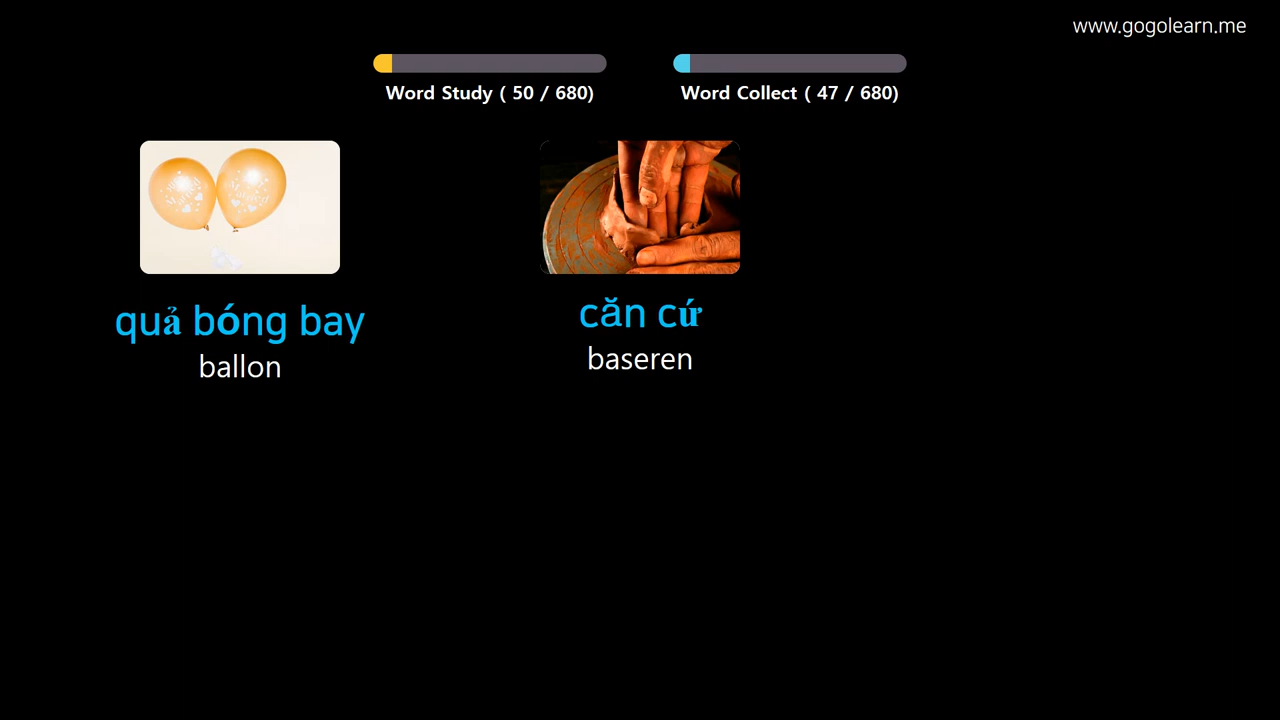 www.gogolearn.me
Word Study ( 50 / 680)
Word Collect ( 47 / 680)
quả bóng bay
ballon
căn cứ
baseren